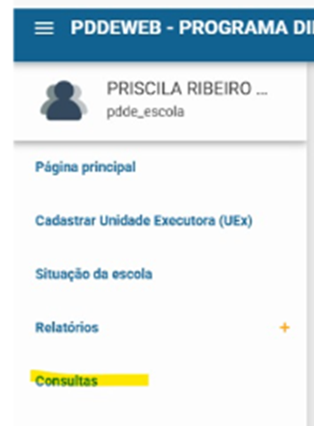 PDDEWEB - PROGRAMA DI
PRISCILA RIBEIRO ...
pdde_escola
Página principal
Cadastrar Unidade Executora (UEx)
Situação da escola
Relatórios +
Consultas